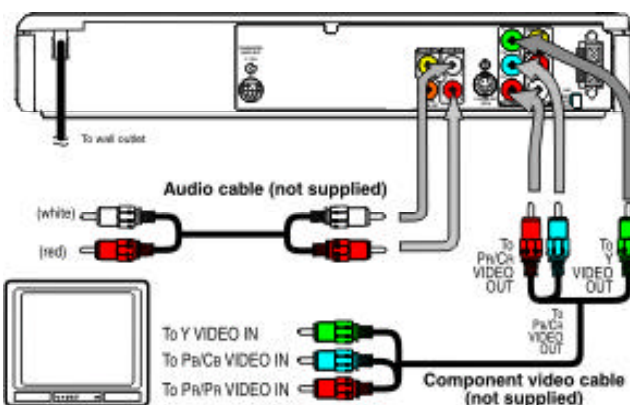 To wall outlet
Audio cable (not supplied)
(white)
(red)
To
PR/CR
VIDEO
OUT
To
Y
VIDEO
OUT
To
PB/CB
VIDEO
OUT
To Y VIDEO IN
To PB/CB VIDEO IN
To PR/PR VIDEO IN
Component video cable
(not supplied)